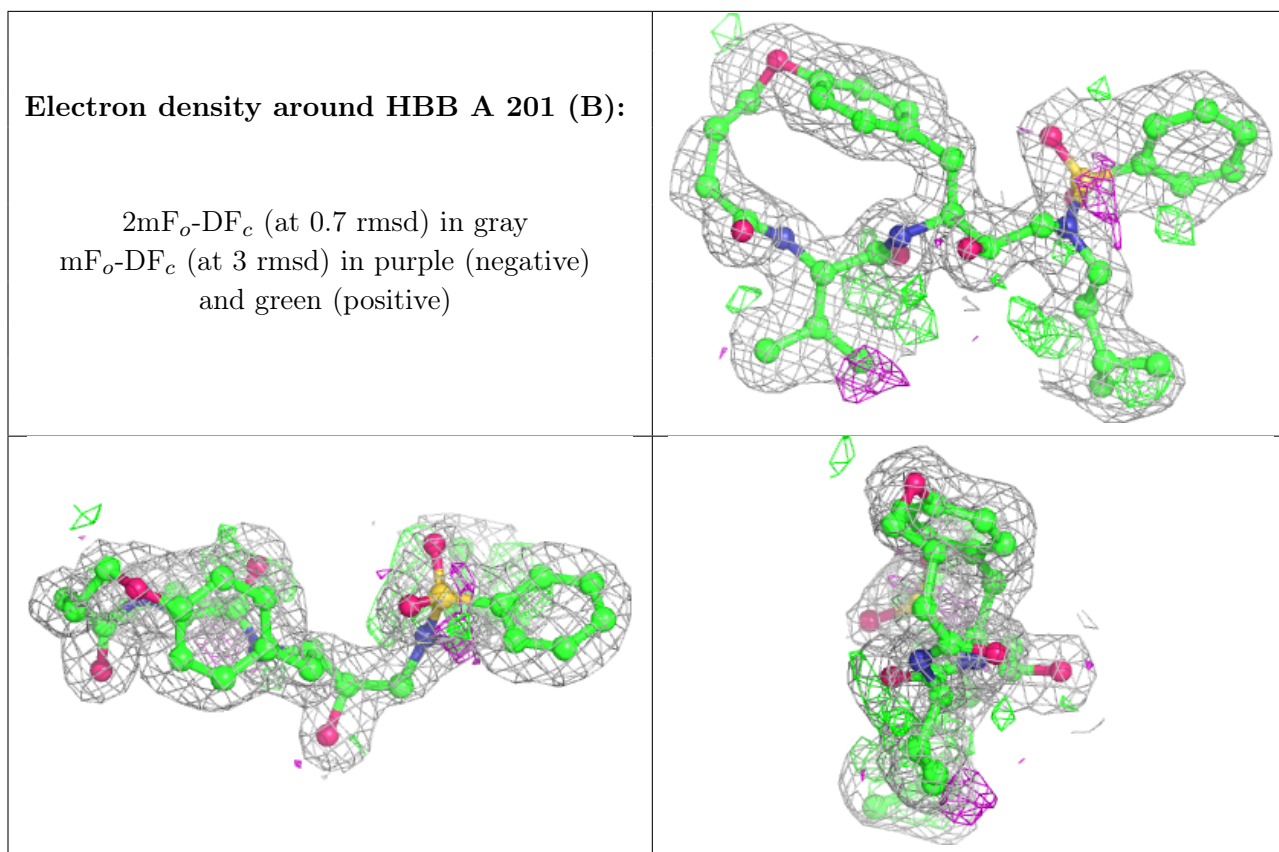 Electron density around HBB A 201 (B):
2mFₒ-DF𝒸 (at 0.7 rmsd) in gray
mFₒ-DF𝒸 (at 3 rmsd) in purple (negative)
and green (positive)